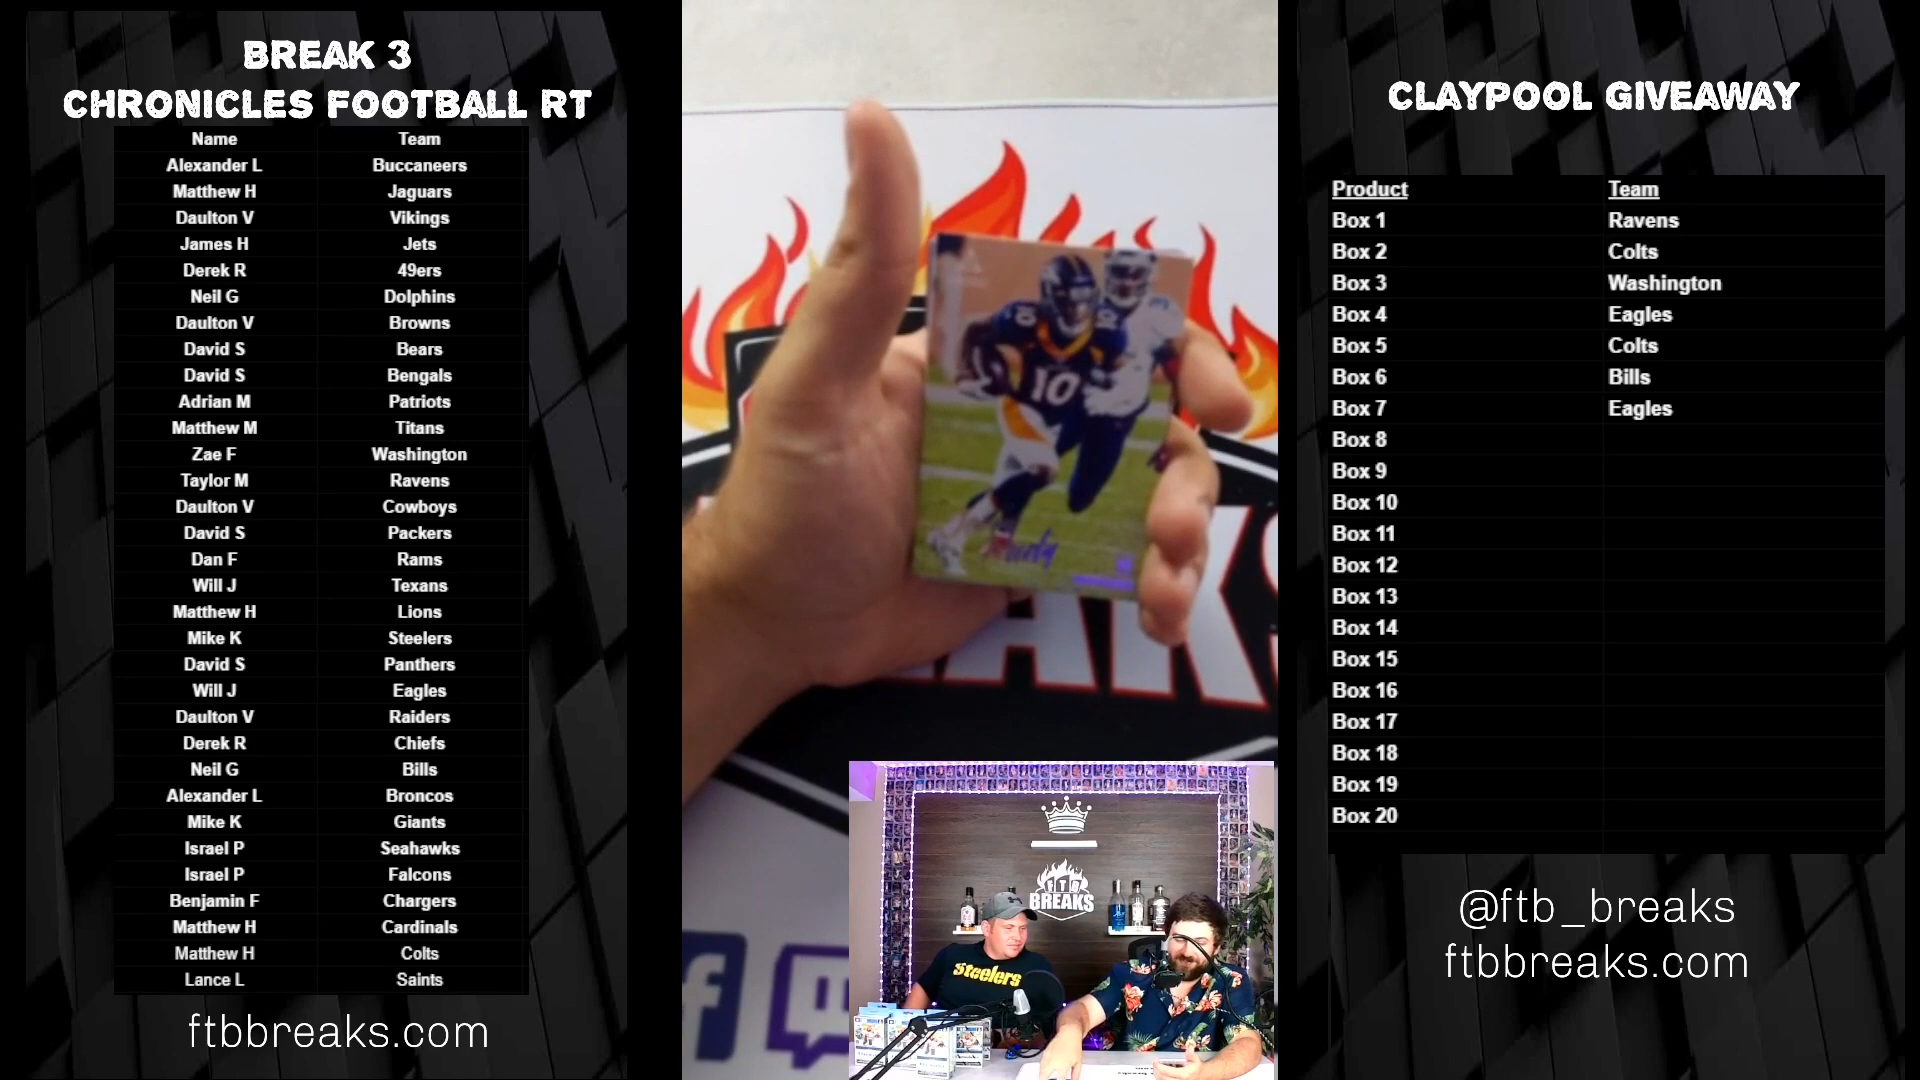 BREAK 3
CHRONICLES FOOTBALL RT
Name Team
Alexander L Buccaneers
Matthew H Jaguars
Daulton V Vikings
James H Jets
Derek R 49ers
Neil G Dolphins
Daulton V Browns
David S Bears
David S Bengals
Adrian M Patriots
Matthew M Titans
Zae F Washington
Taylor M Ravens
Daulton V Cowboys
David S Packers
Dan F Rams
Will J Texans
Matthew H Lions
Mike K Steelers
David S Panthers
Will J Eagles
Daulton V Raiders
Derek R Chiefs
Neil G Bills
Alexander L Broncos
Mike K Giants
Israel P Seahawks
Israel P Falcons
Benjamin F Chargers
Matthew H Cardinals
Matthew H Colts
Lance L Saints
ftbbreaks.com
10
FTB
BREAKS
Steelers
CLAYPOOL GIVEAWAY
Product Team
Box 1 Ravens
Box 2 Colts
Box 3 Washington
Box 4 Eagles
Box 5 Colts
Box 6 Bills
Box 7 Eagles
Box 8
Box 9
Box 10
Box 11
Box 12
Box 13
Box 14
Box 15
Box 16
Box 17
Box 18
Box 19
Box 20
@ftb_breaks
ftbbreaks.com